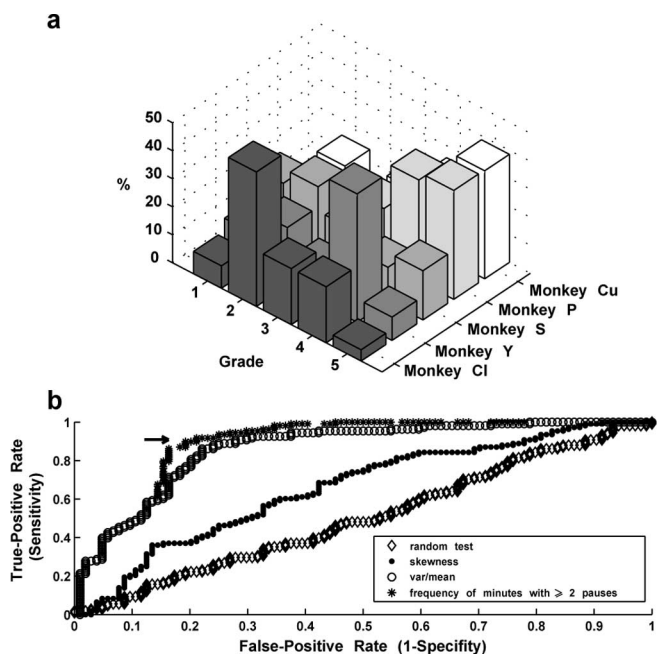 a
50
40
30
20
10
0
%
1
2
3
4
5
Grade
Monkey Cu
Monkey P
Monkey S
Monkey Y
Monkey Cl
b
1
0.8
0.6
0.4
0.2
0
True-Positive Rate
(Sensitivity)
random test
skewness
var/mean
frequency of minutes with ⩾ 2 pauses
0 0.1 0.2 0.3 0.4 0.5 0.6 0.7 0.8 0.9 1
False-Positive Rate (1-Specifity)